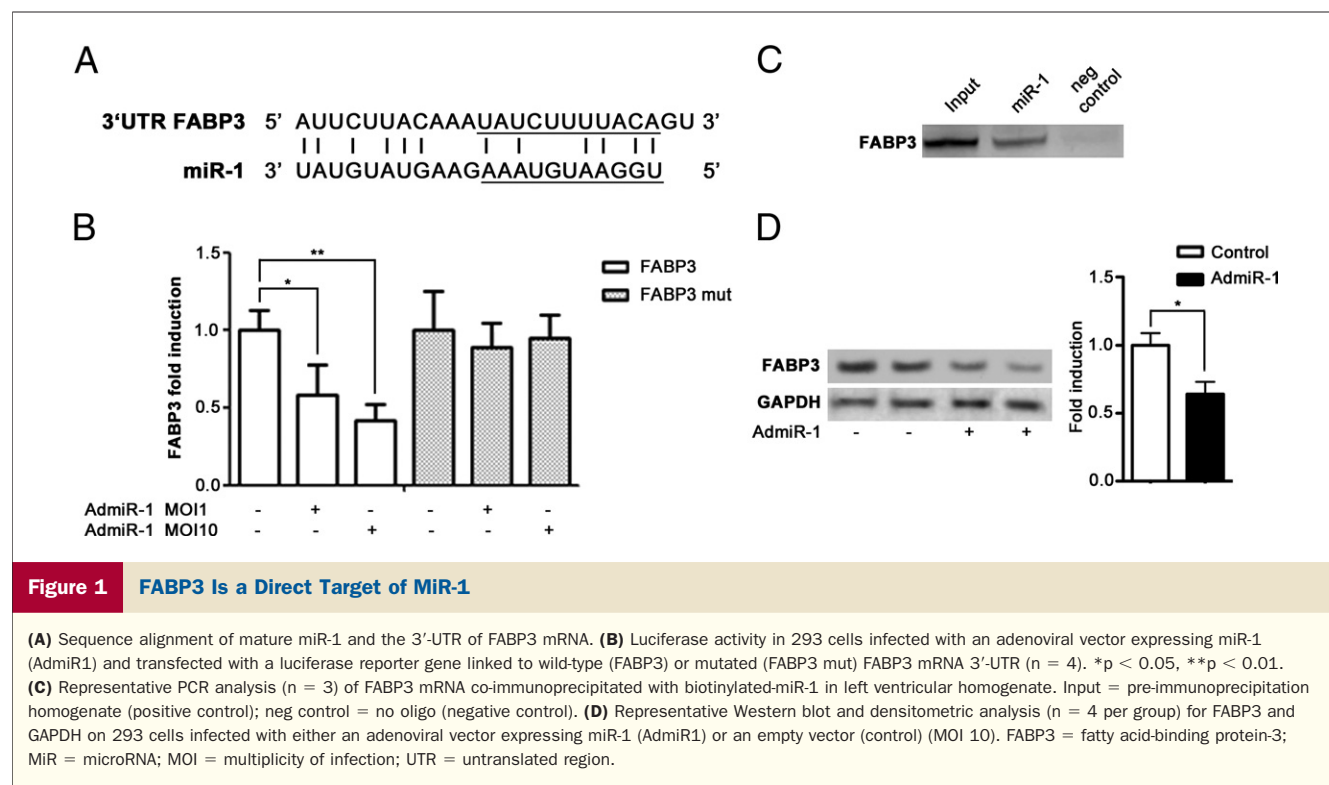 A
3'UTR FABP3 5' AUUCUUACAAAUAUCUUUUACAGU 3'
miR-1 3' UAUGUAUGAAGAAAUGUAAGGU 5'
B
FABP3 fold induction
1.5
1.0
0.5
0.0
*
**
FABP3
FABP3 mut
AdmiR-1 MOI1 - + - - + -
AdmiR-1 MOI10 - - + - - +
C
Input miR-1 neg control
FABP3
D
FABP3
GAPDH
AdmiR-1 - - + +
Control
AdmiR-1
Fold induction
1.5
1.0
0.5
0.0
*
Figure 1 FABP3 Is a Direct Target of MiR-1
(A) Sequence alignment of mature miR-1 and the 3'-UTR of FABP3 mRNA. (B) Luciferase activity in 293 cells infected with an adenoviral vector expressing miR-1
(AdmiR1) and transfected with a luciferase reporter gene linked to wild-type (FABP3) or mutated (FABP3 mut) FABP3 mRNA 3'-UTR (n = 4). *p < 0.05, **p < 0.01.
(C) Representative PCR analysis (n = 3) of FABP3 mRNA co-immunoprecipitated with biotinylated-miR-1 in left ventricular homogenate. Input = pre-immunoprecipitation
homogenate (positive control); neg control = no oligo (negative control). (D) Representative Western blot and densitometric analysis (n = 4 per group) for FABP3 and
GAPDH on 293 cells infected with either an adenoviral vector expressing miR-1 (AdmiR1) or an empty vector (control) (MOI 10). FABP3 = fatty acid-binding protein-3;
MiR = microRNA; MOI = multiplicity of infection; UTR = untranslated region.